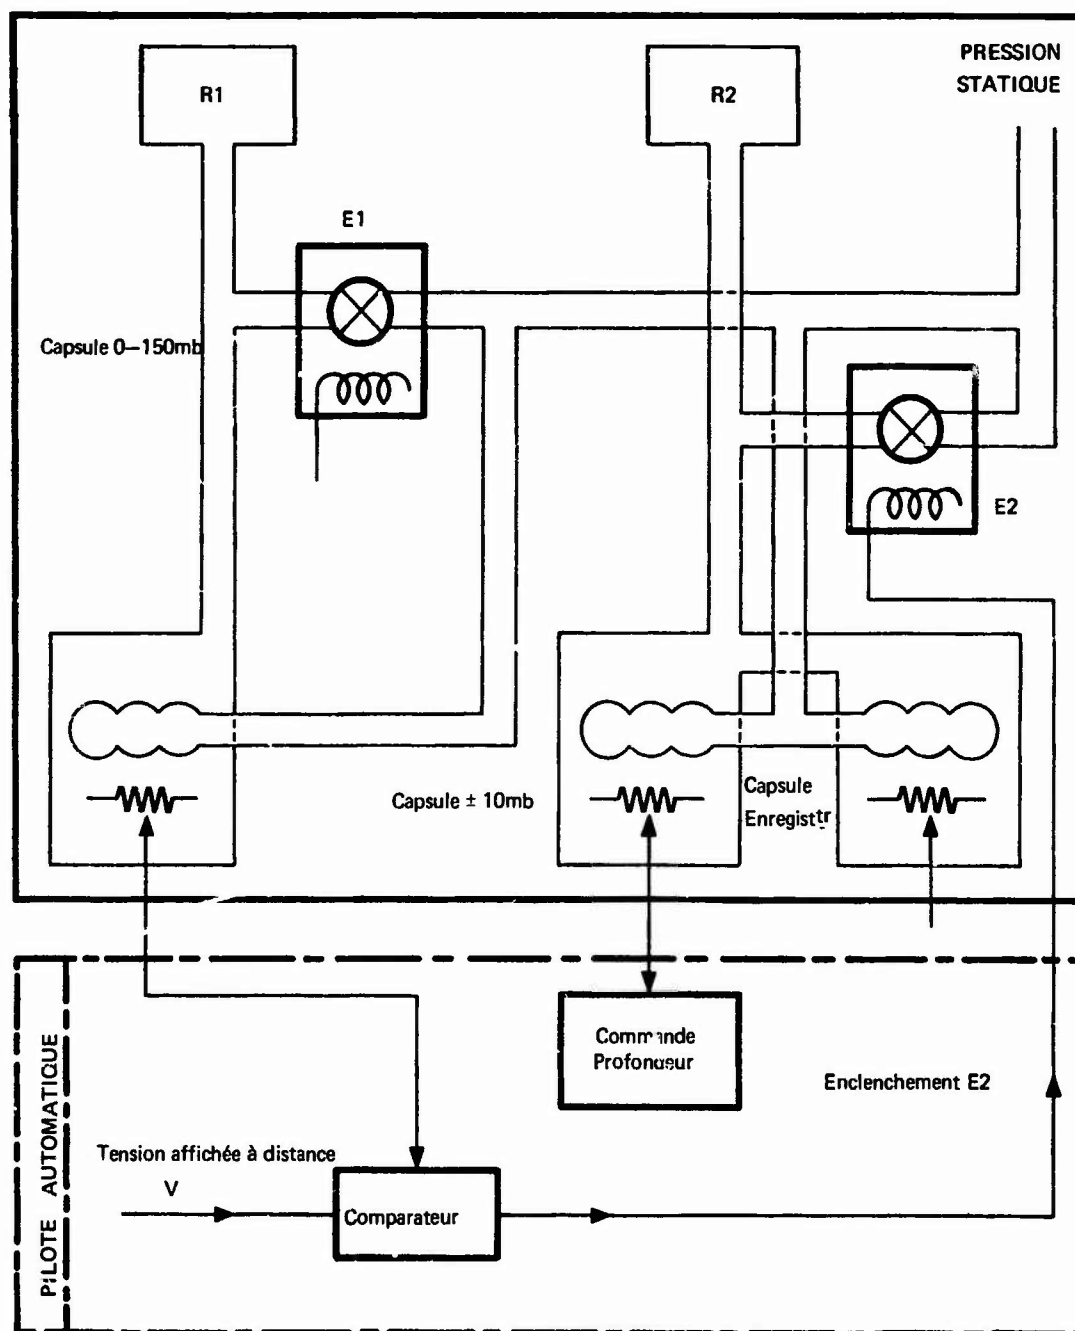 PRESSION
STATIQUE
R1
R2
E1
Capsule 0–150mb
E2
Capsule ± 10mb
Capsule
Enregistr
Commande
Profondeur
Enclenchement E2
PILOTE AUTOMATIQUE
Tension affichée à distance
V
Comparateur